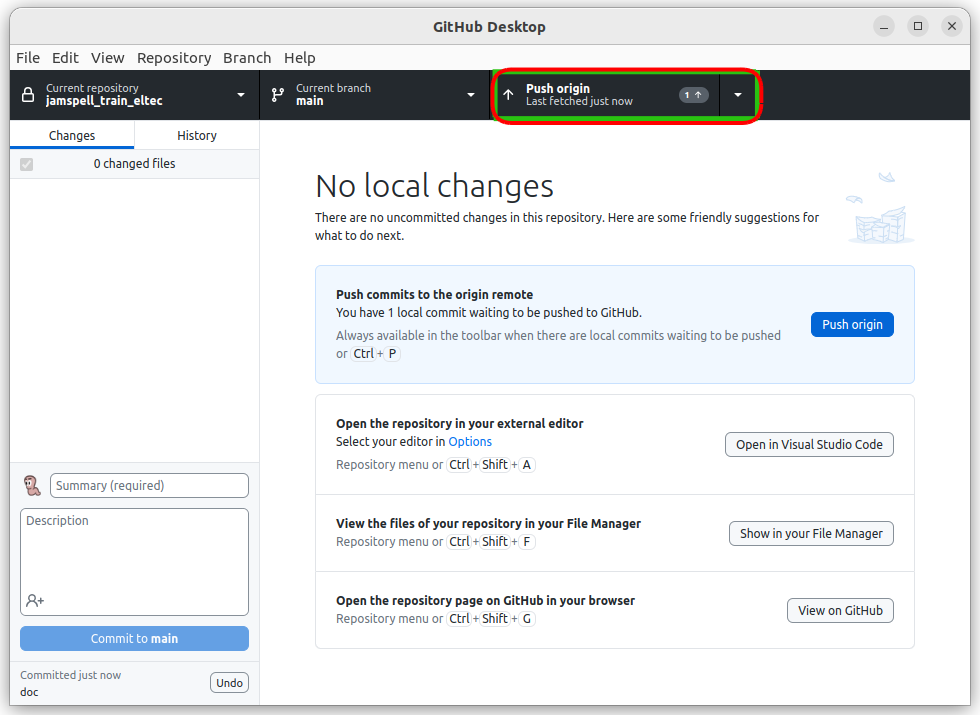 GitHub Desktop
File Edit View Repository Branch Help
Current repository
jamspell_train_eltec
Current branch
main
Push origin
Last fetched just now
1
Changes
History
0 changed files
No local changes
There are no uncommitted changes in this repository. Here are some friendly suggestions for
what to do next.
Push commits to the origin remote
You have 1 local commit waiting to be pushed to GitHub.
Always available in the toolbar when there are local commits waiting to be pushed
or Ctrl + P
Push origin
Open the repository in your external editor
Select your editor in Options
Repository menu or Ctrl + Shift + A
Open in Visual Studio Code
View the files of your repository in your File Manager
Repository menu or Ctrl + Shift + F
Show in your File Manager
Open the repository page on GitHub in your browser
Repository menu or Ctrl + Shift + G
View on GitHub
Summary (required)
Description
Commit to main
Committed just now
doc
Undo